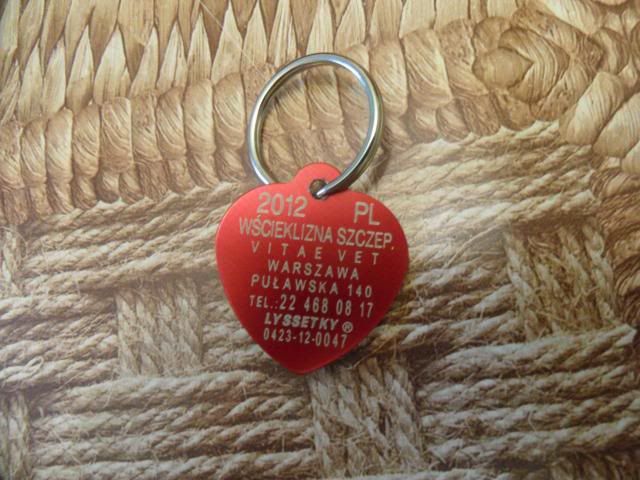 2012 PL
WŚCIEKLIZNA SZCZEP.
VITAE VET
WARSZAWA
PUŁAWSKA 140
TEL.: 22 468 08 17
LYSSETKY ®
0423-12-0047